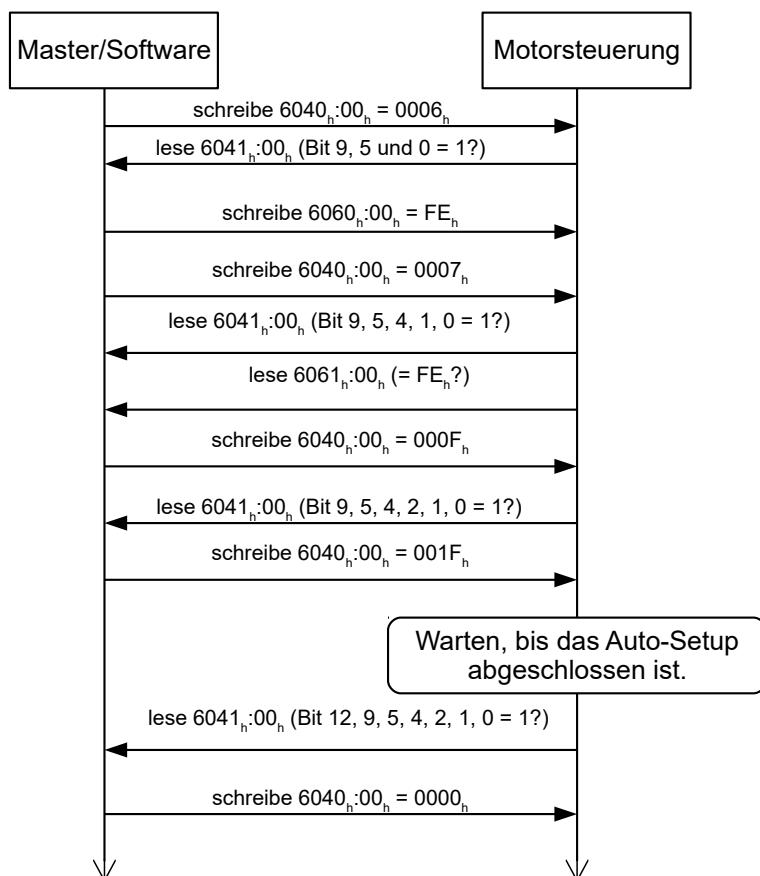 Master/Software
Motorsteuerung
schreibe 6040h:00h = 0006h
lese 6041h:00h (Bit 9, 5 und 0 = 1?)
schreibe 6060h:00h = FEh
schreibe 6040h:00h = 0007h
lese 6041h:00h (Bit 9, 5, 4, 1, 0 = 1?)
lese 6061h:00h (= FEh?)
schreibe 6040h:00h = 000Fh
lese 6041h:00h (Bit 9, 5, 4, 2, 1, 0 = 1?)
schreibe 6040h:00h = 001Fh
Warten, bis das Auto-Setup
abgeschlossen ist.
lese 6041h:00h (Bit 12, 9, 5, 4, 2, 1, 0 = 1?)
schreibe 6040h:00h = 0000h